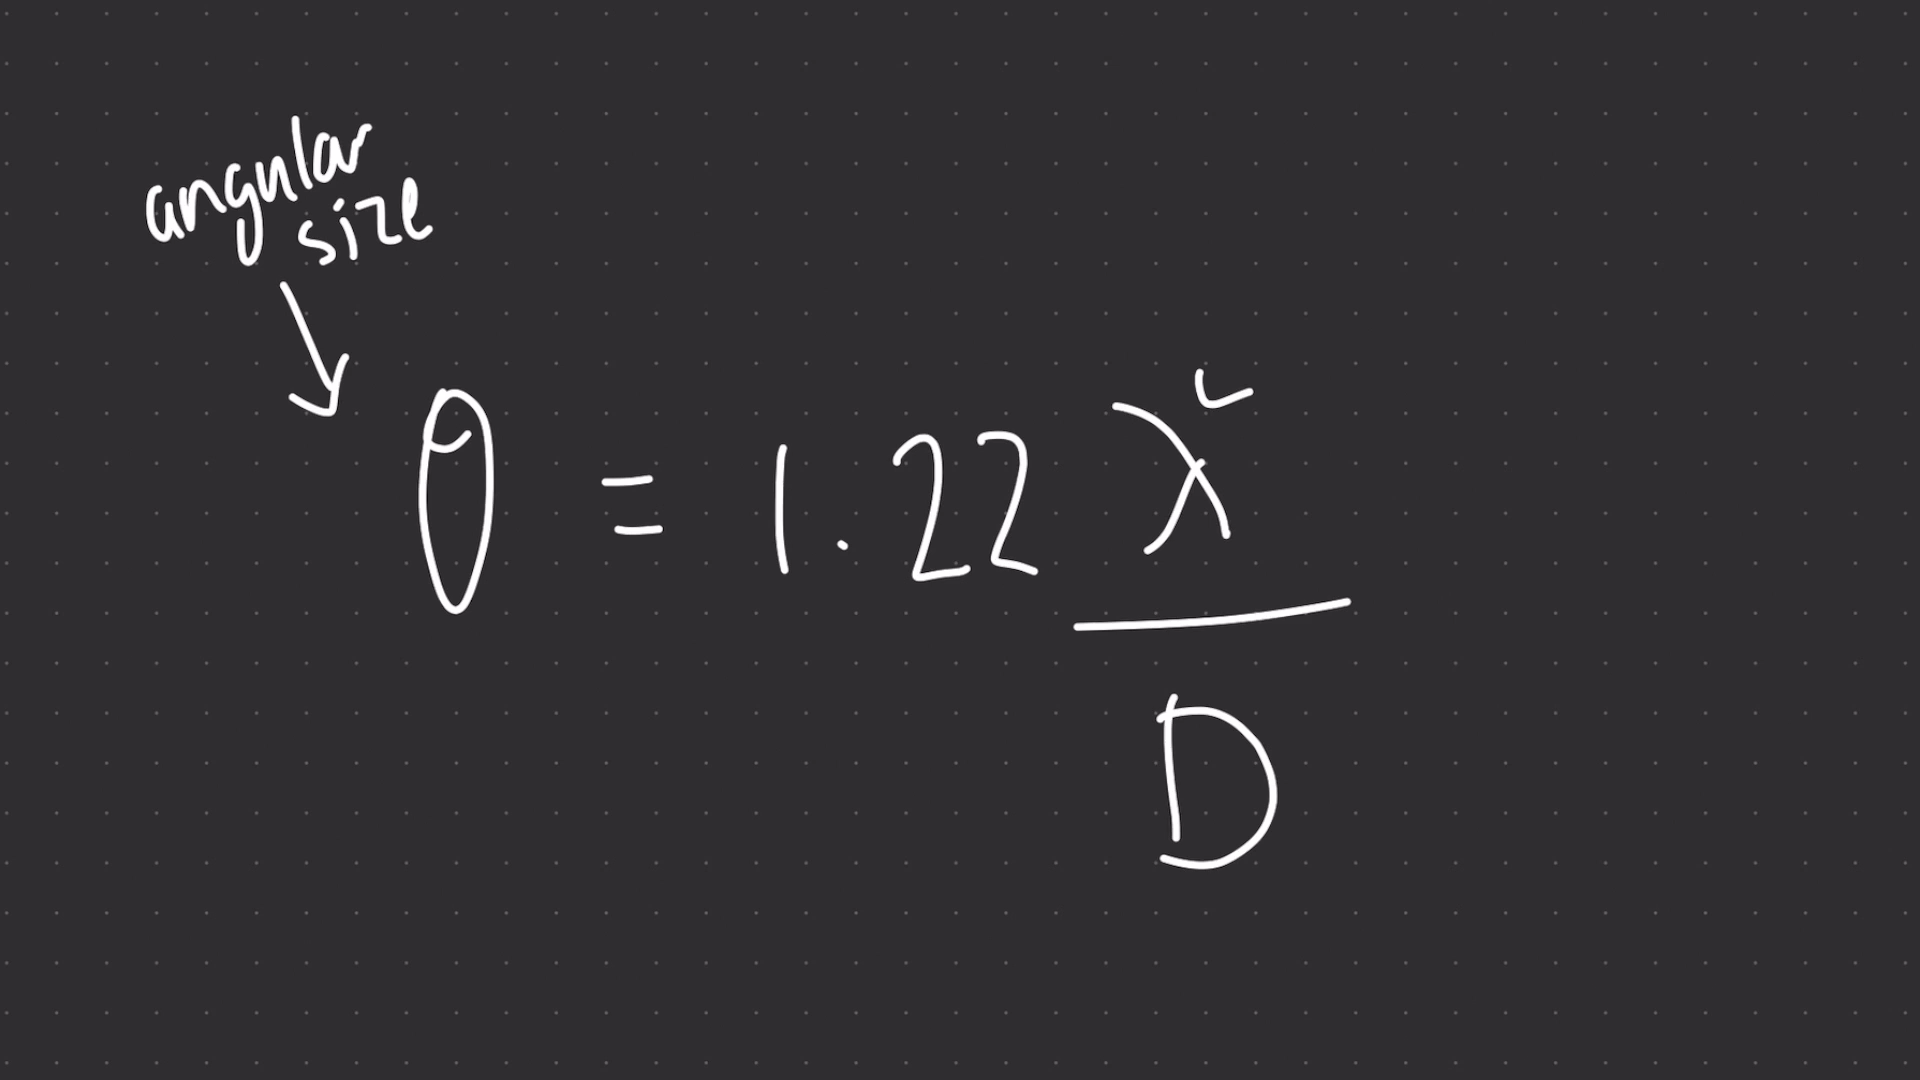 angular
size
θ = 1.22 λ
D